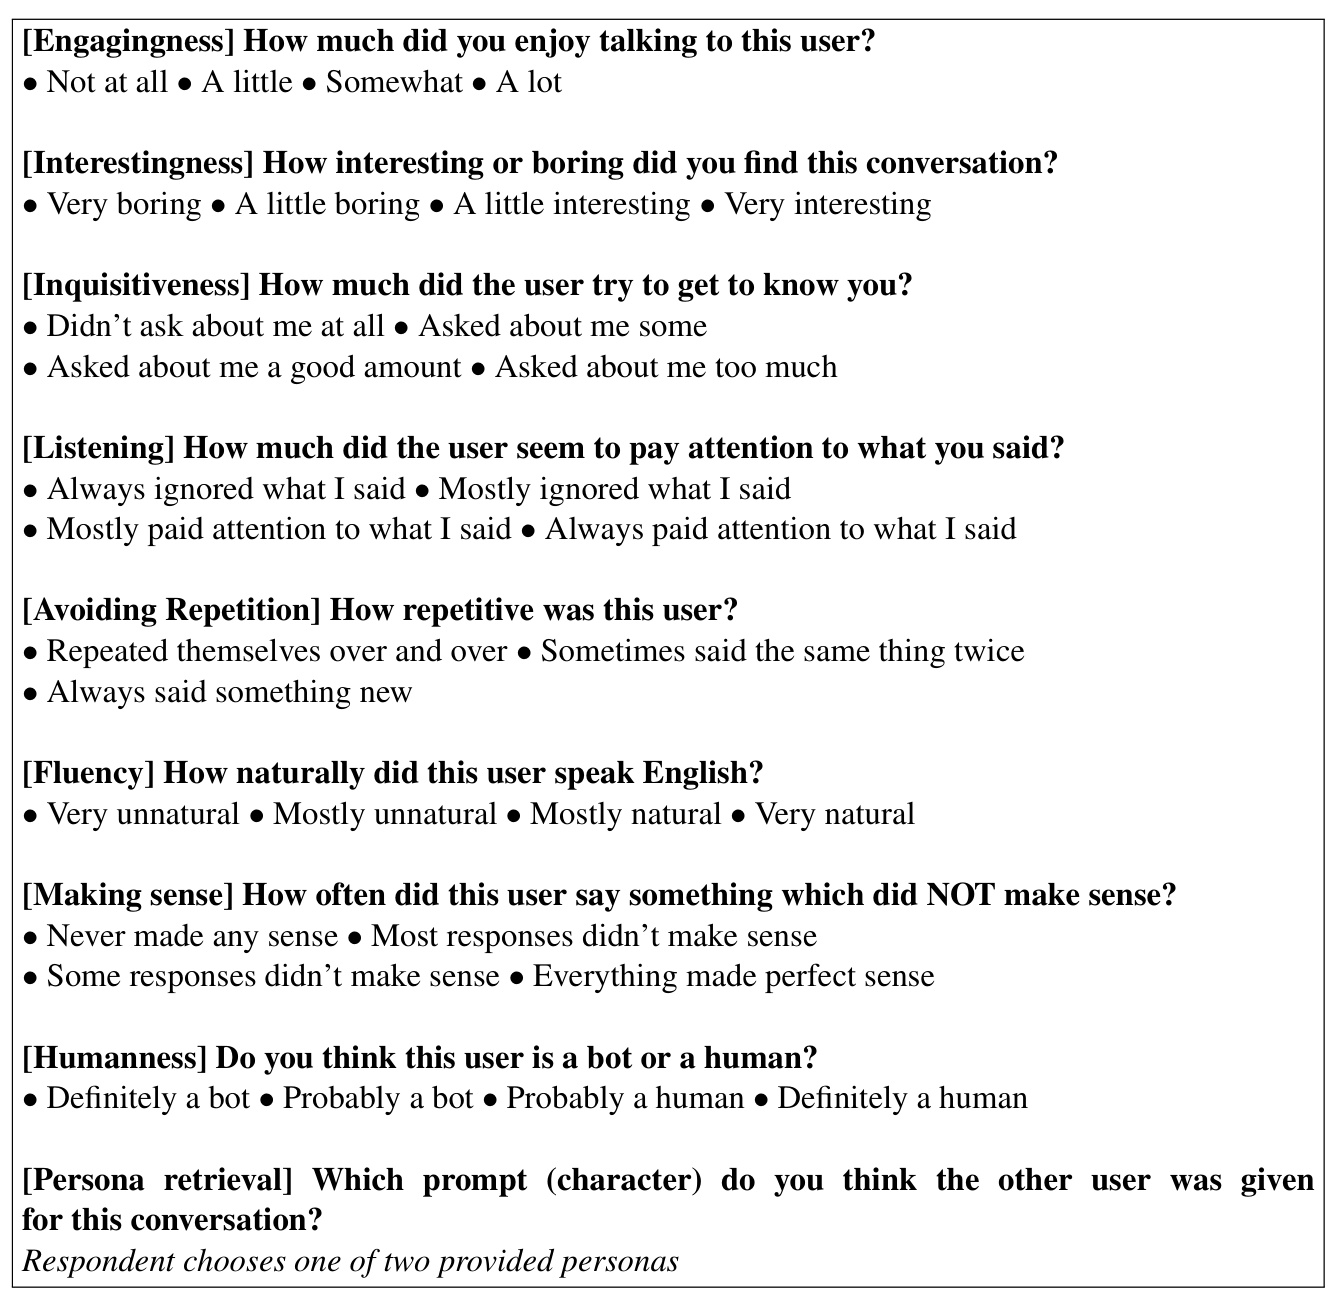 [Engagingness] How much did you enjoy talking to this user?
• Not at all • A little • Somewhat • A lot
[Interestingness] How interesting or boring did you find this conversation?
• Very boring • A little boring • A little interesting • Very interesting
[Inquisitiveness] How much did the user try to get to know you?
• Didn't ask about me at all • Asked about me some
• Asked about me a good amount • Asked about me too much
[Listening] How much did the user seem to pay attention to what you said?
• Always ignored what I said • Mostly ignored what I said
• Mostly paid attention to what I said • Always paid attention to what I said
[Avoiding Repetition] How repetitive was this user?
• Repeated themselves over and over • Sometimes said the same thing twice
• Always said something new
[Fluency] How naturally did this user speak English?
• Very unnatural • Mostly unnatural • Mostly natural • Very natural
[Making sense] How often did this user say something which did NOT make sense?
• Never made any sense • Most responses didn't make sense
• Some responses didn't make sense • Everything made perfect sense
[Humanness] Do you think this user is a bot or a human?
• Definitely a bot • Probably a bot • Probably a human • Definitely a human
[Persona retrieval] Which prompt (character) do you think the other user was given
for this conversation?
Respondent chooses one of two provided personas